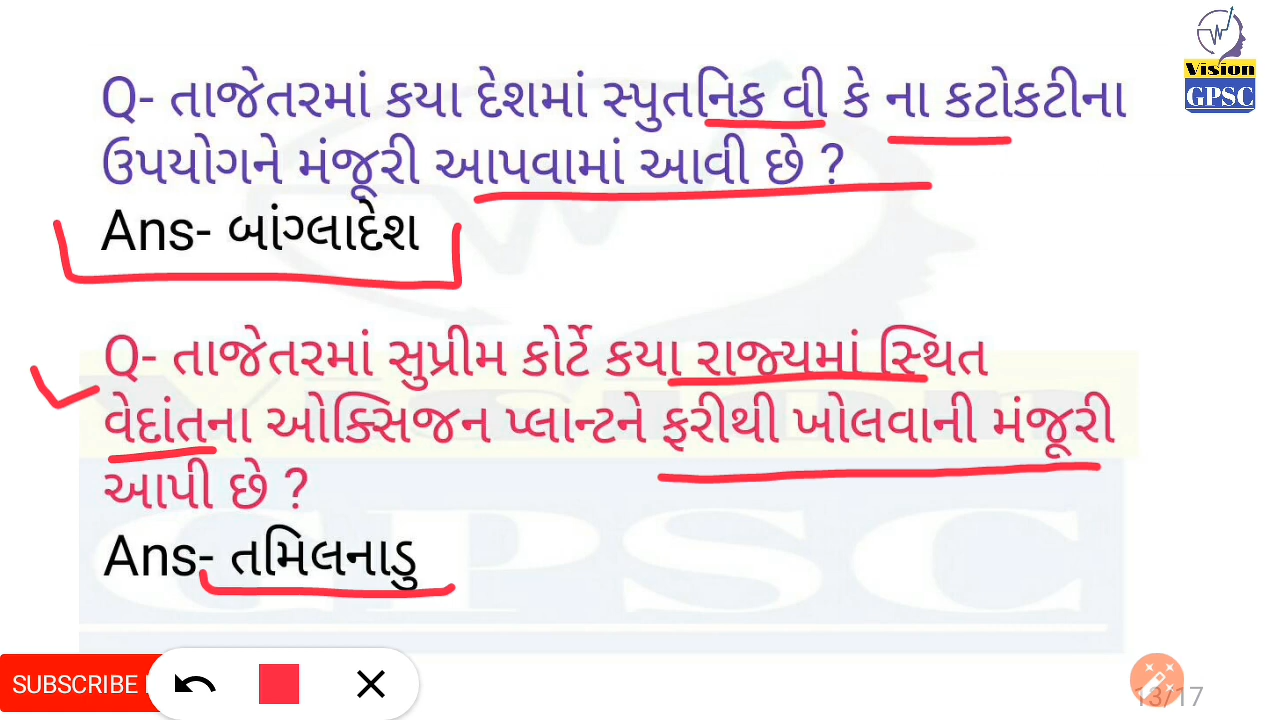 Vision
GPSC
Q- તાજેતરમાં કયા દેશમાં સ્પુતનિક વી કે ના કટોકટીના
ઉપયોગને મંજૂરી આપવામાં આવી છે ?
Ans- બાંગ્લાદેશ
Q- તાજેતરમાં સુપ્રીમ કોર્ટે કયા રાજ્યમાં સ્થિત
વેદાંતના ઓક્સિજન પ્લાન્ટને ફરીથી ખોલવાની મંજૂરી
આપી છે ?
Ans- તમિલનાડુ
GPSC
SUBSCRIBE
13/17